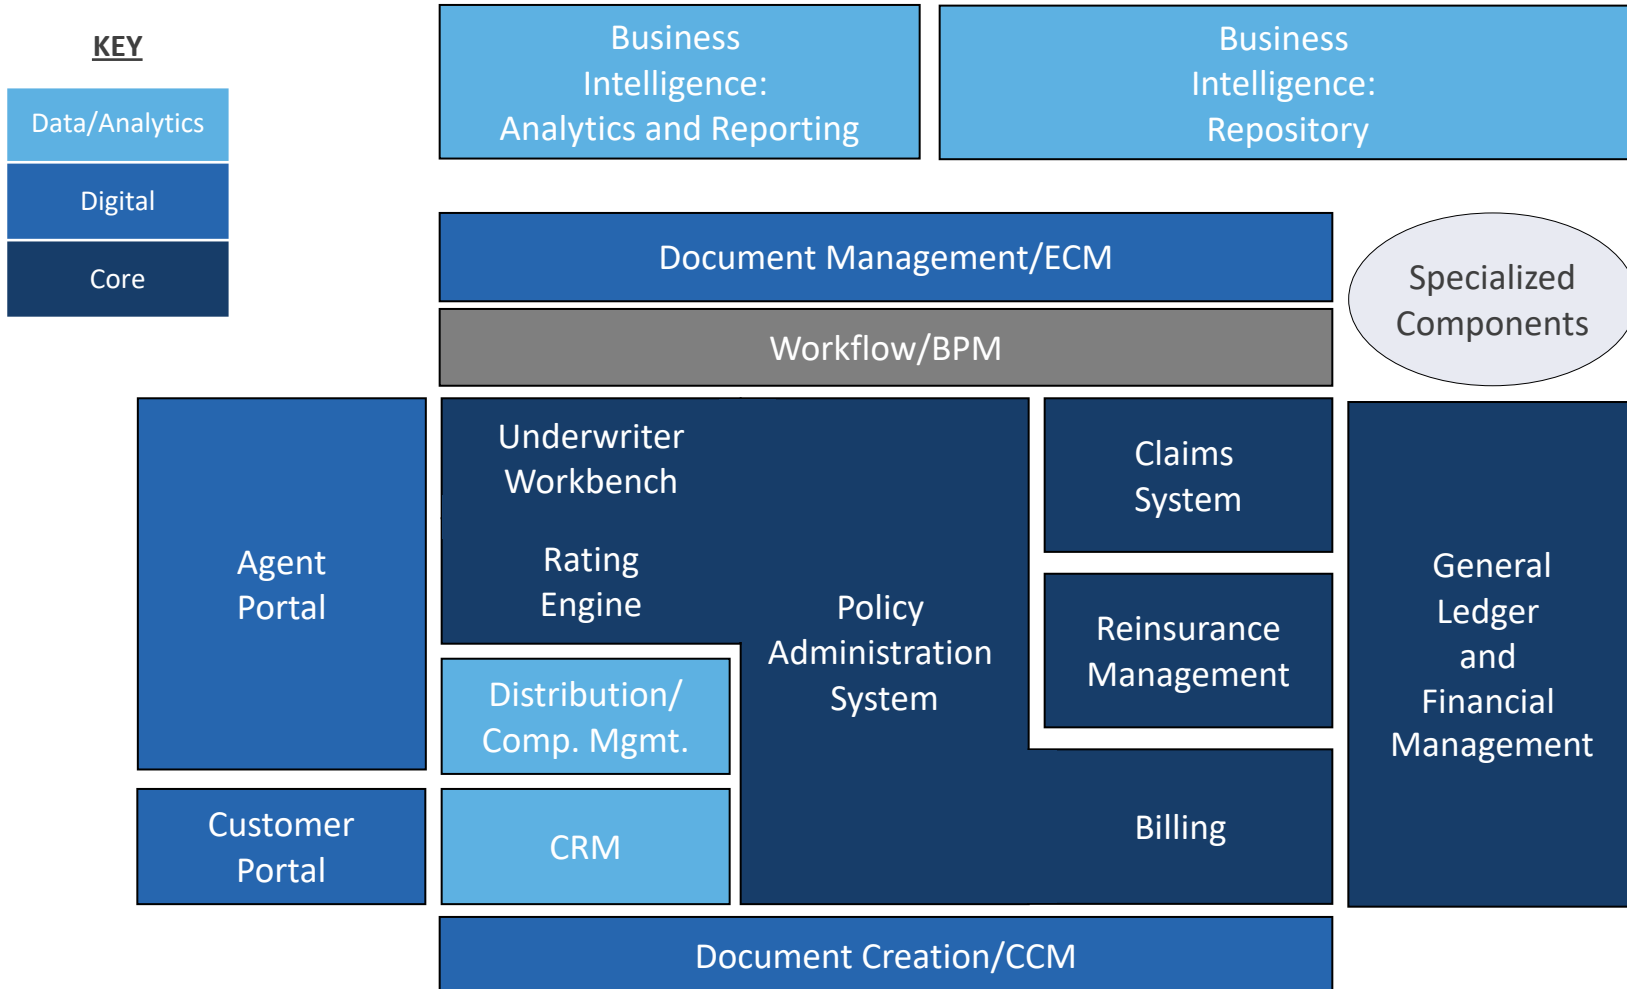 KEY
Data/Analytics
Digital
Core
Business
Intelligence:
Analytics and Reporting
Business
Intelligence:
Repository
Document Management/ECM
Specialized
Components
Workflow/BPM
Agent
Portal
Underwriter
Workbench
Rating
Engine
Policy
Administration
System
Claims
System
Reinsurance
Management
General
Ledger
and
Financial
Management
Distribution/
Comp. Mgmt.
Customer
Portal
CRM
Billing
Document Creation/CCM